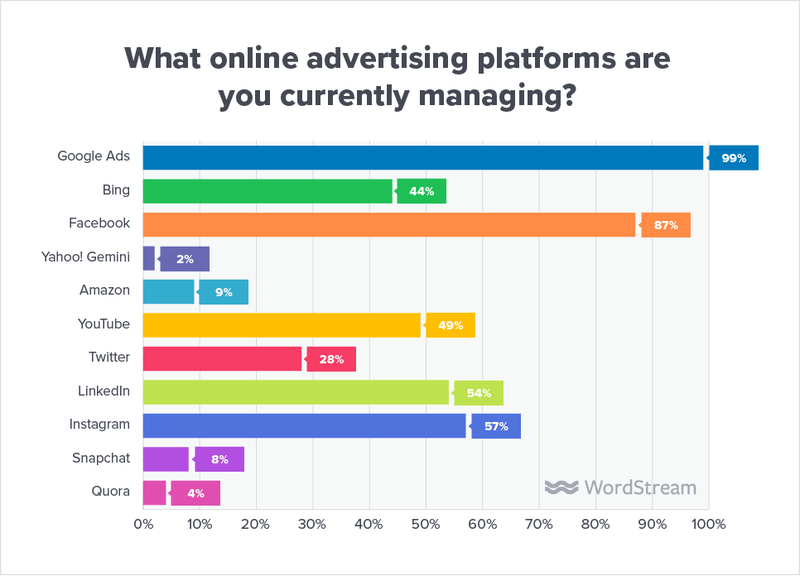 What online advertising platforms are
you currently managing?
Google Ads 99%
Bing 44%
Facebook 87%
Yahoo! Gemini 2%
Amazon 9%
YouTube 49%
Twitter 28%
LinkedIn 54%
Instagram 57%
Snapchat 8%
Quora 4%
WordStream
0% 10% 20% 30% 40% 50% 60% 70% 80% 90% 100%